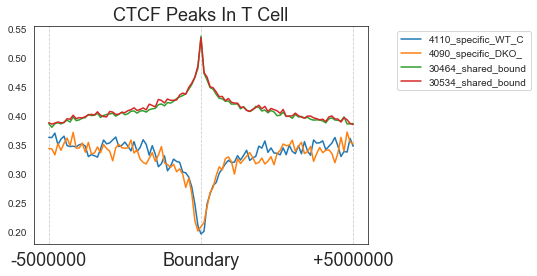 CTCF Peaks In T Cell
0.55
0.50
0.45
0.40
0.35
0.30
0.25
0.20
-5000000 Boundary +5000000
4110_specific_WT_C
4090_specific_DKO_
30464_shared_bound
30534_shared_bound